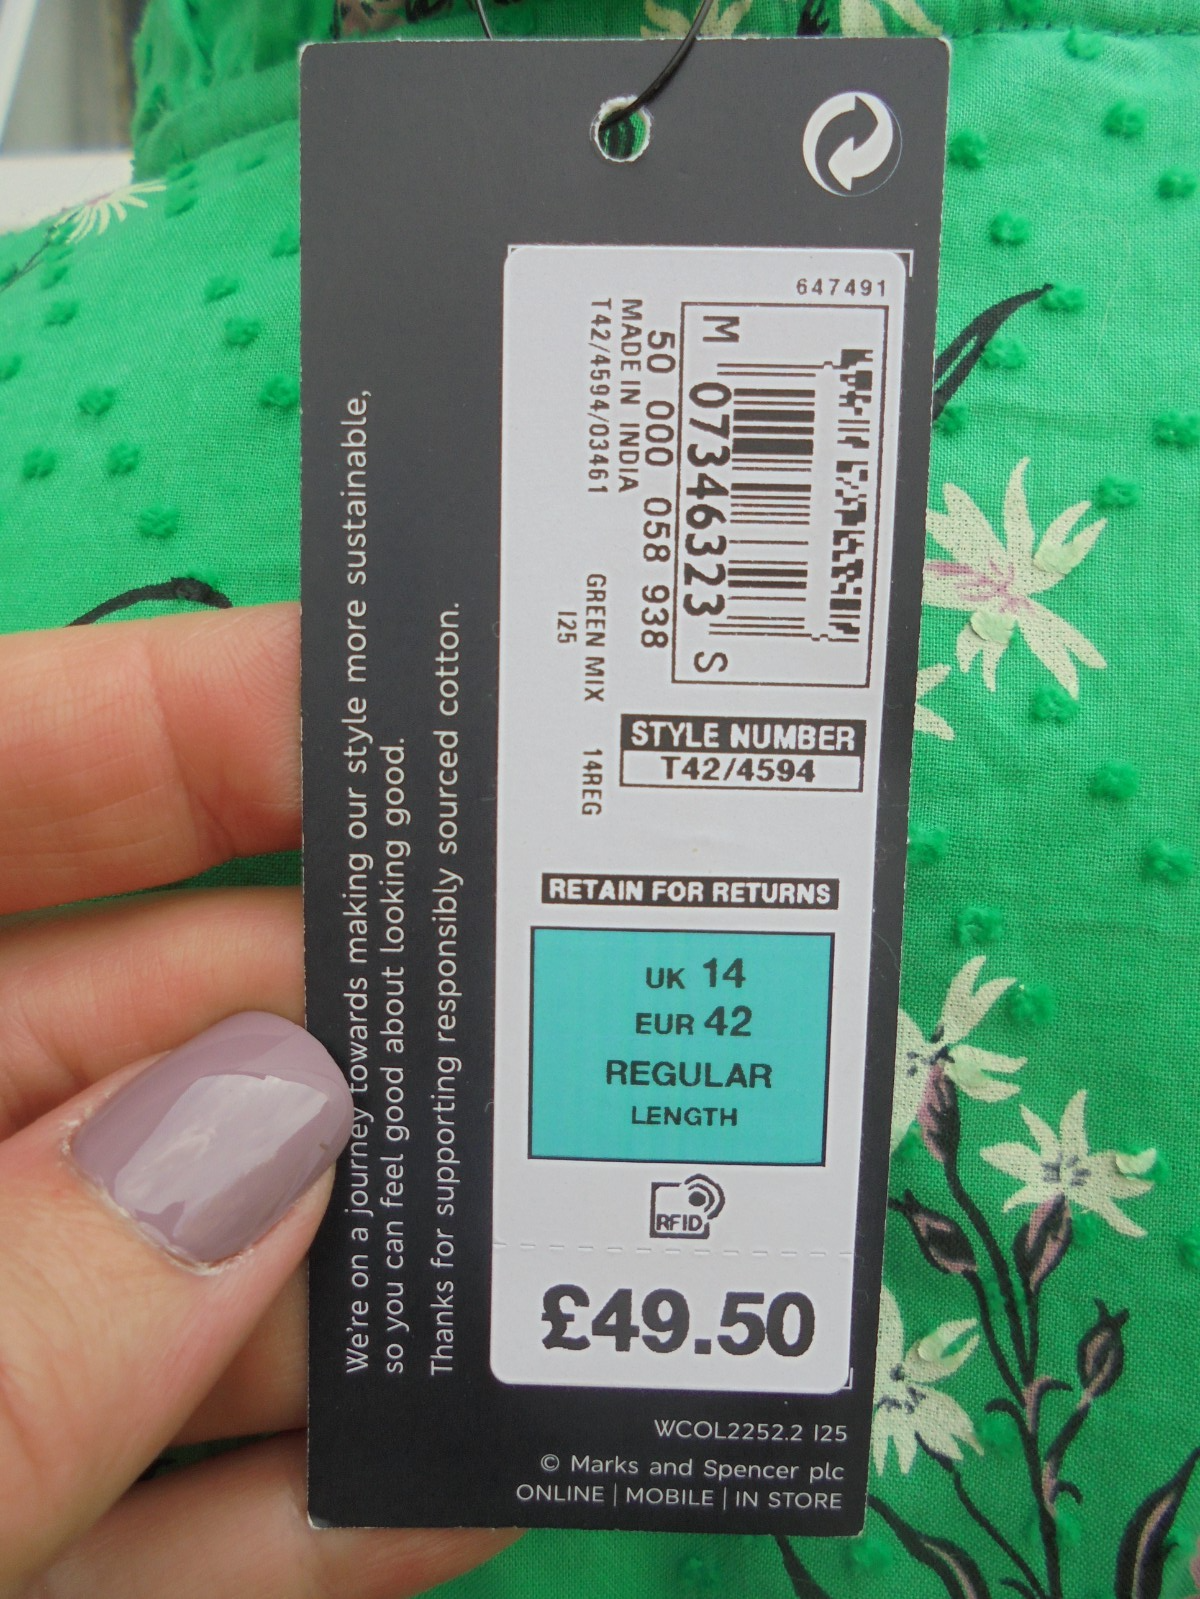 647491
M 07346323 S
50 000 058 938
MADE IN INDIA
T42/4594/03461 GREEN MIX 14REG
I25
STYLE NUMBER
T42/4594
RETAIN FOR RETURNS
UK 14
EUR 42
REGULAR
LENGTH
RFID
£49.50
We're on a journey towards making our style more sustainable,
so you can feel good about looking good.
Thanks for supporting responsibly sourced cotton.
WCOL2252.2 I25
© Marks and Spencer plc
ONLINE | MOBILE | IN STORE